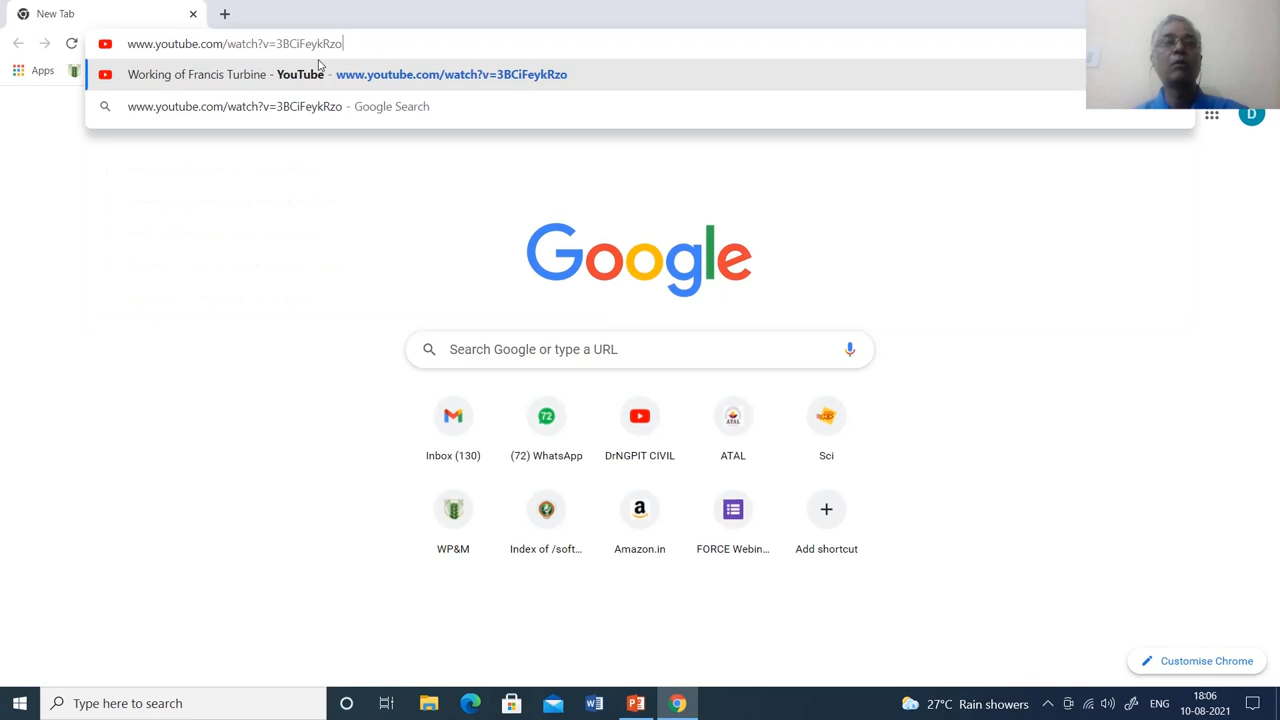 New Tab
www.youtube.com/watch?v=3BCiFeykRzo
Apps
Working of Francis Turbine - YouTube - www.youtube.com/watch?v=3BCiFeykRzo
www.youtube.com/watch?v=3BCiFeykRzo - Google Search
D
Google
Search Google or type a URL
72
ATAL
Inbox (130)
(72) WhatsApp
DrNGPIT CIVIL
ATAL
Sci
a
WP&M
Index of /soft...
Amazon.in
FORCE Webin...
Add shortcut
Customise Chrome
Type here to search
27°C Rain showers
ENG
18:06
10-08-2021